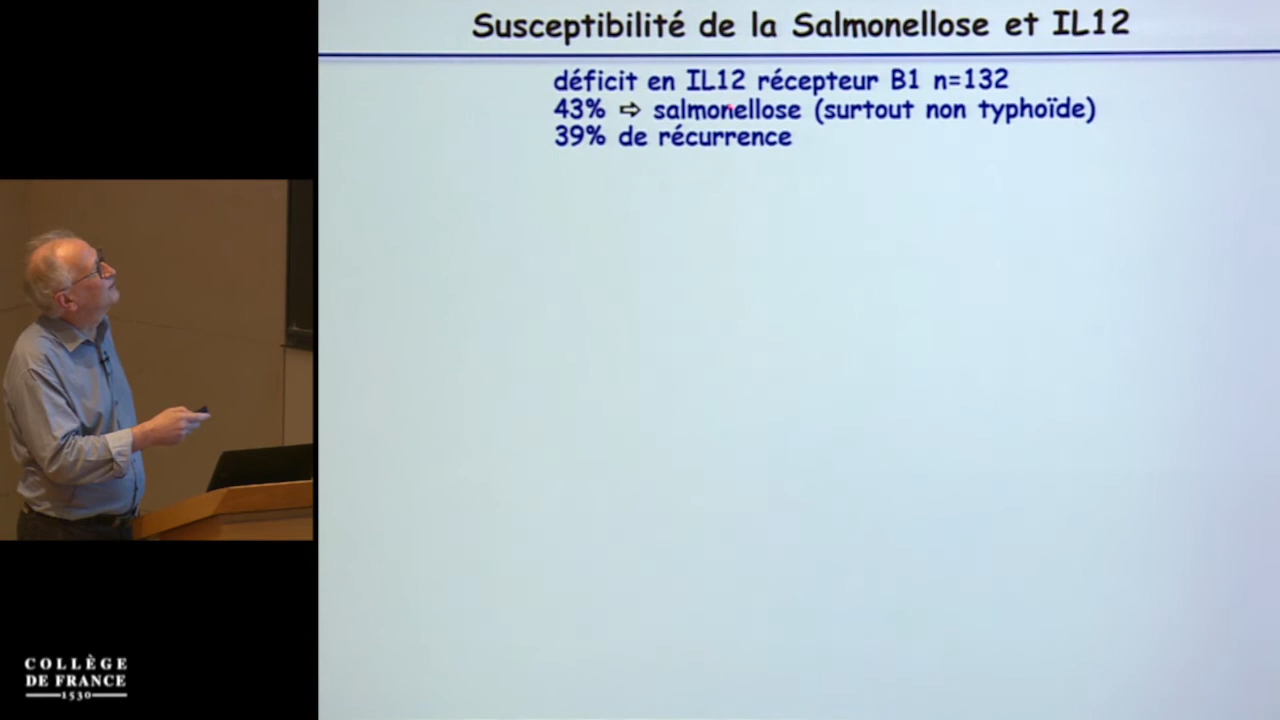 Susceptibilité de la Salmonellose et IL12
déficit en IL12 récepteur B1 n=132
43% ⇨ salmonellose (surtout non typhoïde)
39% de récurrence
COLLÈGE
DE FRANCE
1530